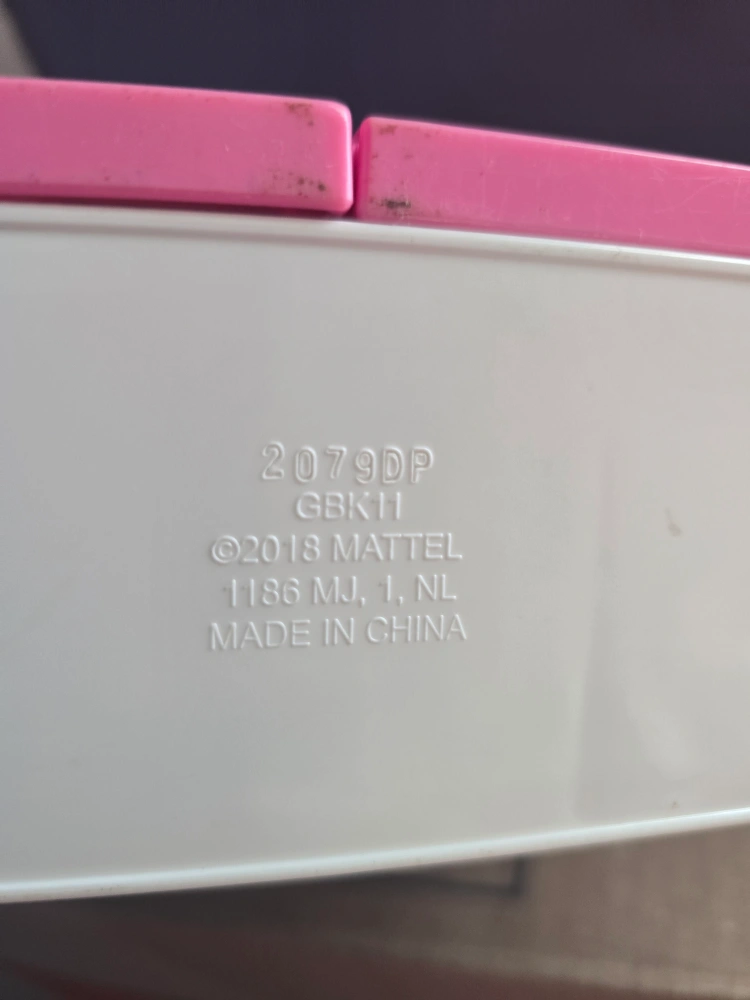 2079DP
GBK11
©2018 MATTEL
1186 MJ, 1, NL
MADE IN CHINA